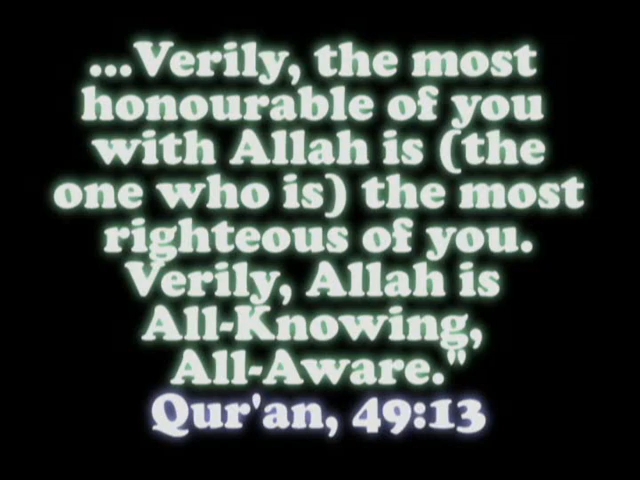 ...Verily, the most
honourable of you
with Allah is (the
one who is) the most
righteous of you.
Verily, Allah is
All-Knowing,
All-Aware."
Qur'an, 49:13